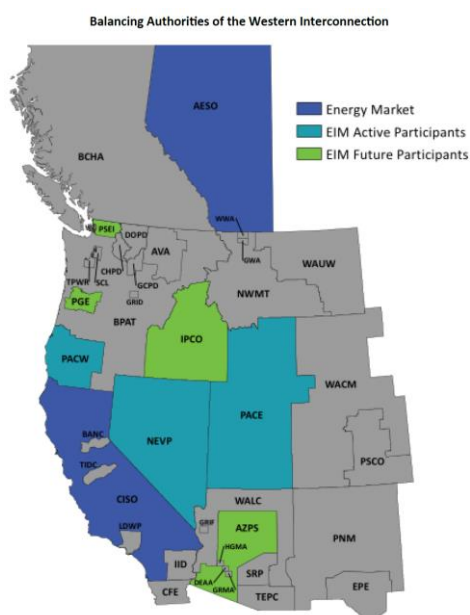 Balancing Authorities of the Western Interconnection
AESO
Energy Market
EIM Active Participants
EIM Future Participants
BCHA
WWA
PSEI
DOPD
AVA
GWA
WAUW
CHPD
GCPD
TPWR
SCL
NWMT
PGE
GRID
BPAT
IPCO
PACW
WACM
PACE
NEVP
BANC
PSCO
TIDC
CISO
WALC
LDWP
GRIF
AZPS
PNM
HGMA
IID
DEAA
SRP
GRMA
CFE
TEPC
EPE